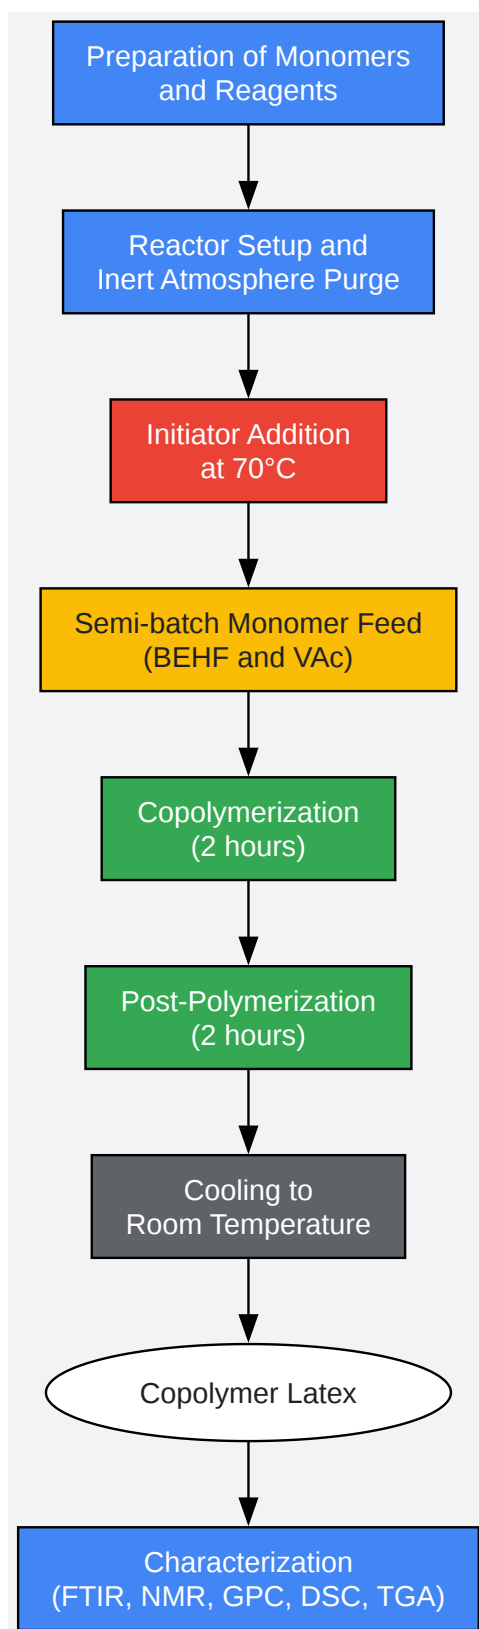 Preparation of Monomers
and Reagents
Reactor Setup and
Inert Atmosphere Purge
Initiator Addition
at 70°C
Semi-batch Monomer Feed
(BEHF and VAc)
Copolymerization
(2 hours)
Post-Polymerization
(2 hours)
Cooling to
Room Temperature
Copolymer Latex
Characterization
(FTIR, NMR, GPC, DSC, TGA)